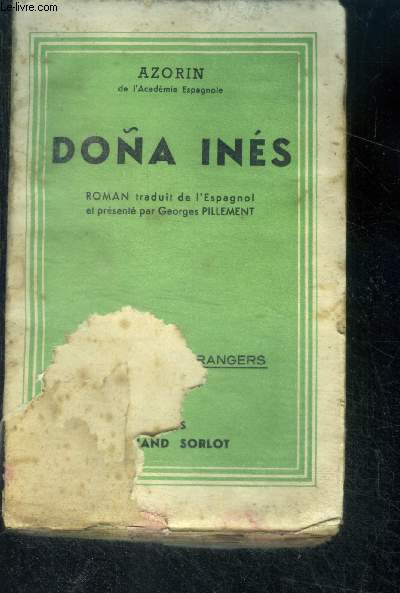 Le-livre.com
AZORIN
de l'Académie Espagnole
DOÑA INÉS
ROMAN traduit de l'Espagnol
et présenté par Georges PILLEMENT
RANGERS
S
AND SORLOT